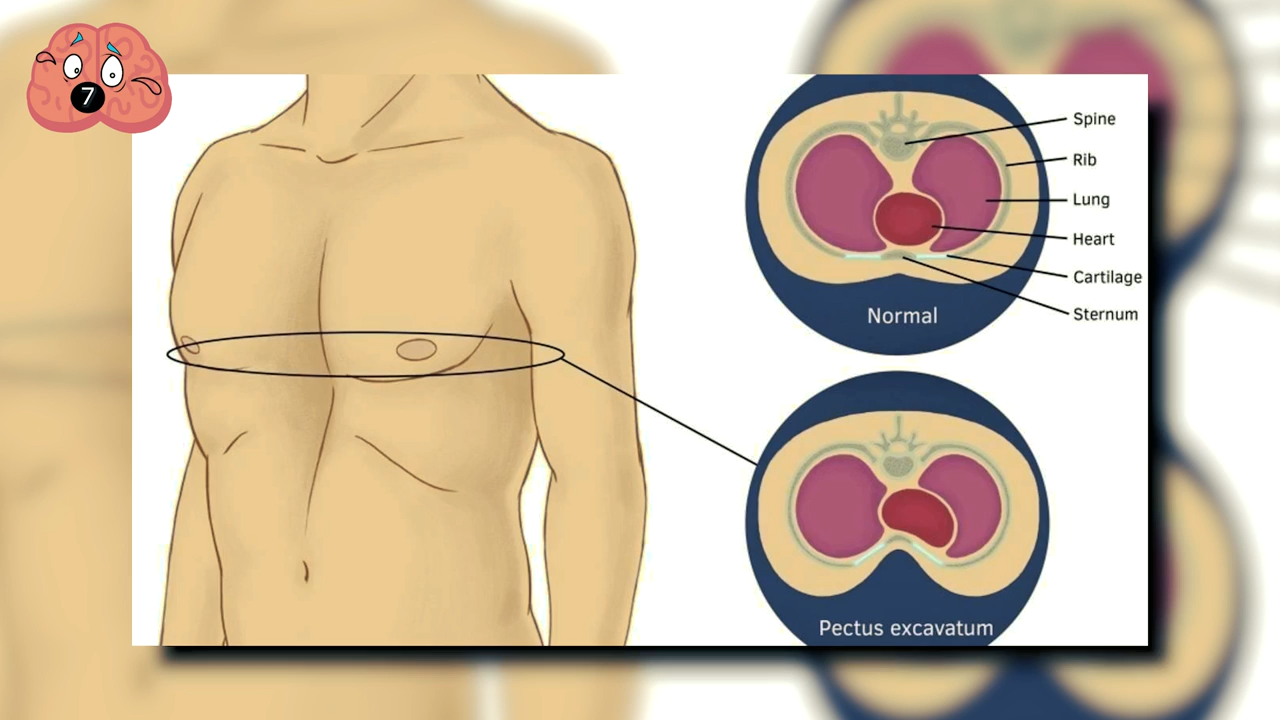 7
Spine
Rib
Lung
Heart
Cartilage
Sternum
Normal
Pectus excavatum